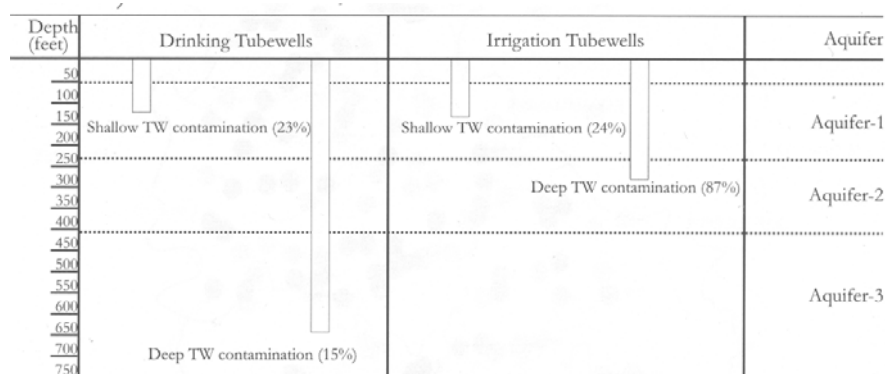 Depth
(feet)
Drinking Tubewells
Irrigation Tubewells
Aquifer
50
100
150
200
250
300
350
400
450
500
550
600
650
700
750
Shallow TW contamination (23%)
Shallow TW contamination (24%)
Aquifer-1
Deep TW contamination (87%)
Aquifer-2
Aquifer-3
Deep TW contamination (15%)